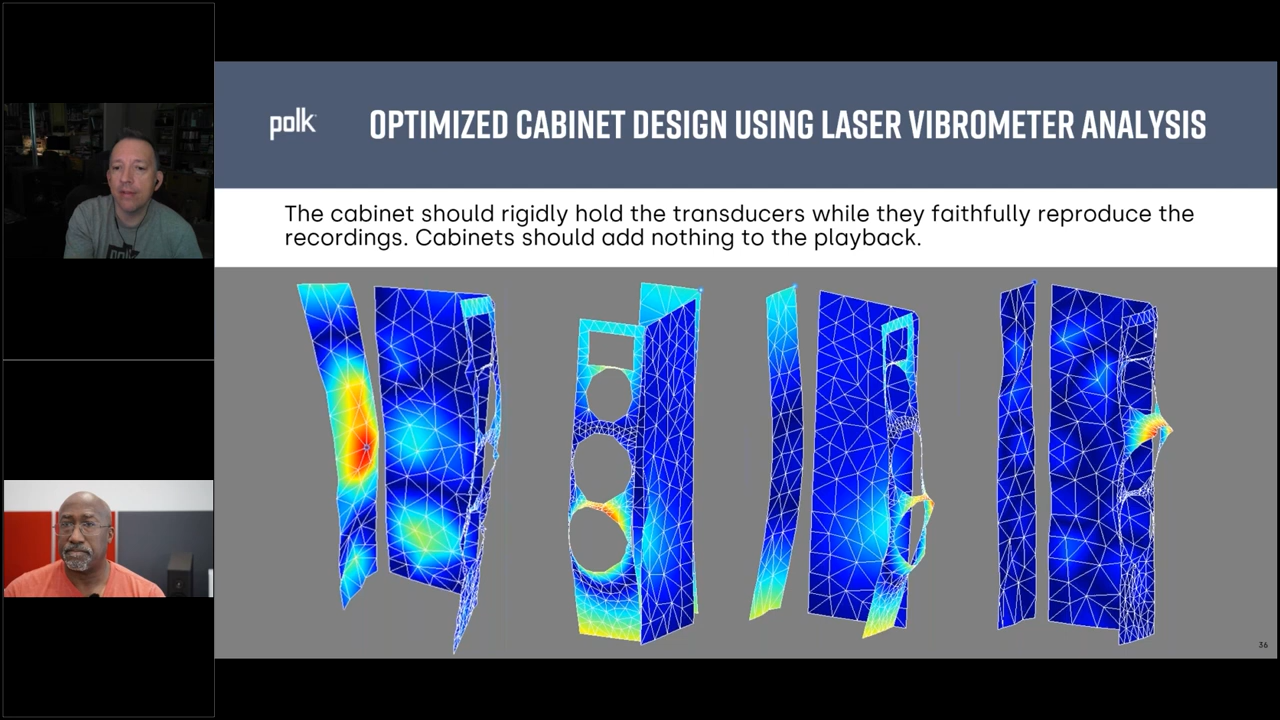 polk
OPTIMIZED CABINET DESIGN USING LASER VIBROMETER ANALYSIS
The cabinet should rigidly hold the transducers while they faithfully reproduce the
recordings. Cabinets should add nothing to the playback.
polk
36